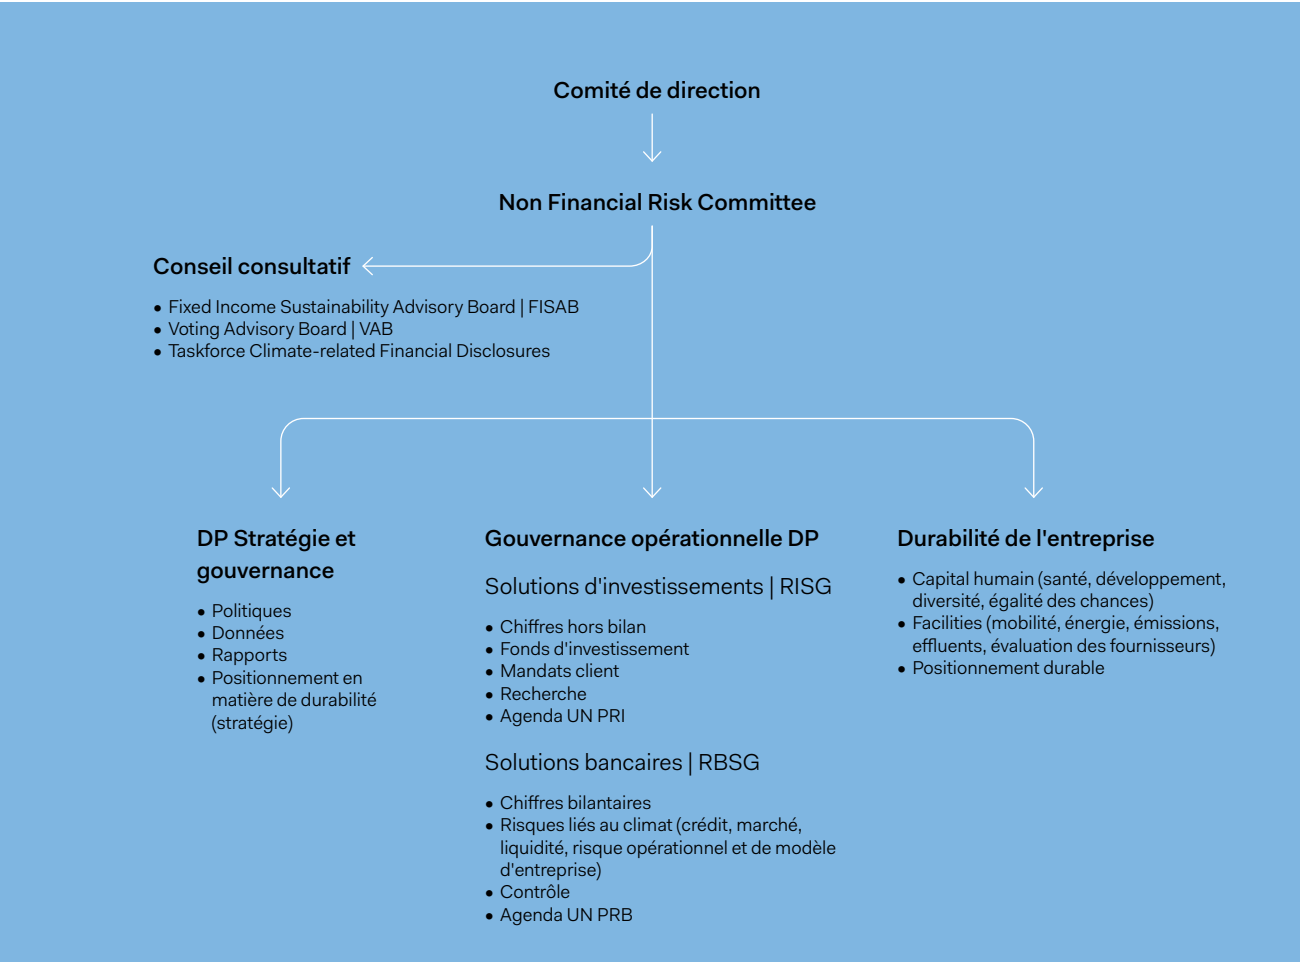 Comité de direction
Non Financial Risk Committee
Conseil consultatif
• Fixed Income Sustainability Advisory Board | FISAB
• Voting Advisory Board | VAB
• Taskforce Climate-related Financial Disclosures
DP Stratégie et
gouvernance
• Politiques
• Données
• Rapports
• Positionnement en
matière de durabilité
(stratégie)
Gouvernance opérationnelle DP
Solutions d'investissements | RISG
• Chiffres hors bilan
• Fonds d'investissement
• Mandats client
• Recherche
• Agenda UN PRI
Solutions bancaires | RBSG
• Chiffres bilantaires
• Risques liés au climat (crédit, marché,
liquidité, risque opérationnel et de modèle
d'entreprise)
• Contrôle
• Agenda UN PRB
Durabilité de l'entreprise
• Capital humain (santé, développement,
diversité, égalité des chances)
• Facilities (mobilité, énergie, émissions,
effluents, évaluation des fournisseurs)
• Positionnement durable